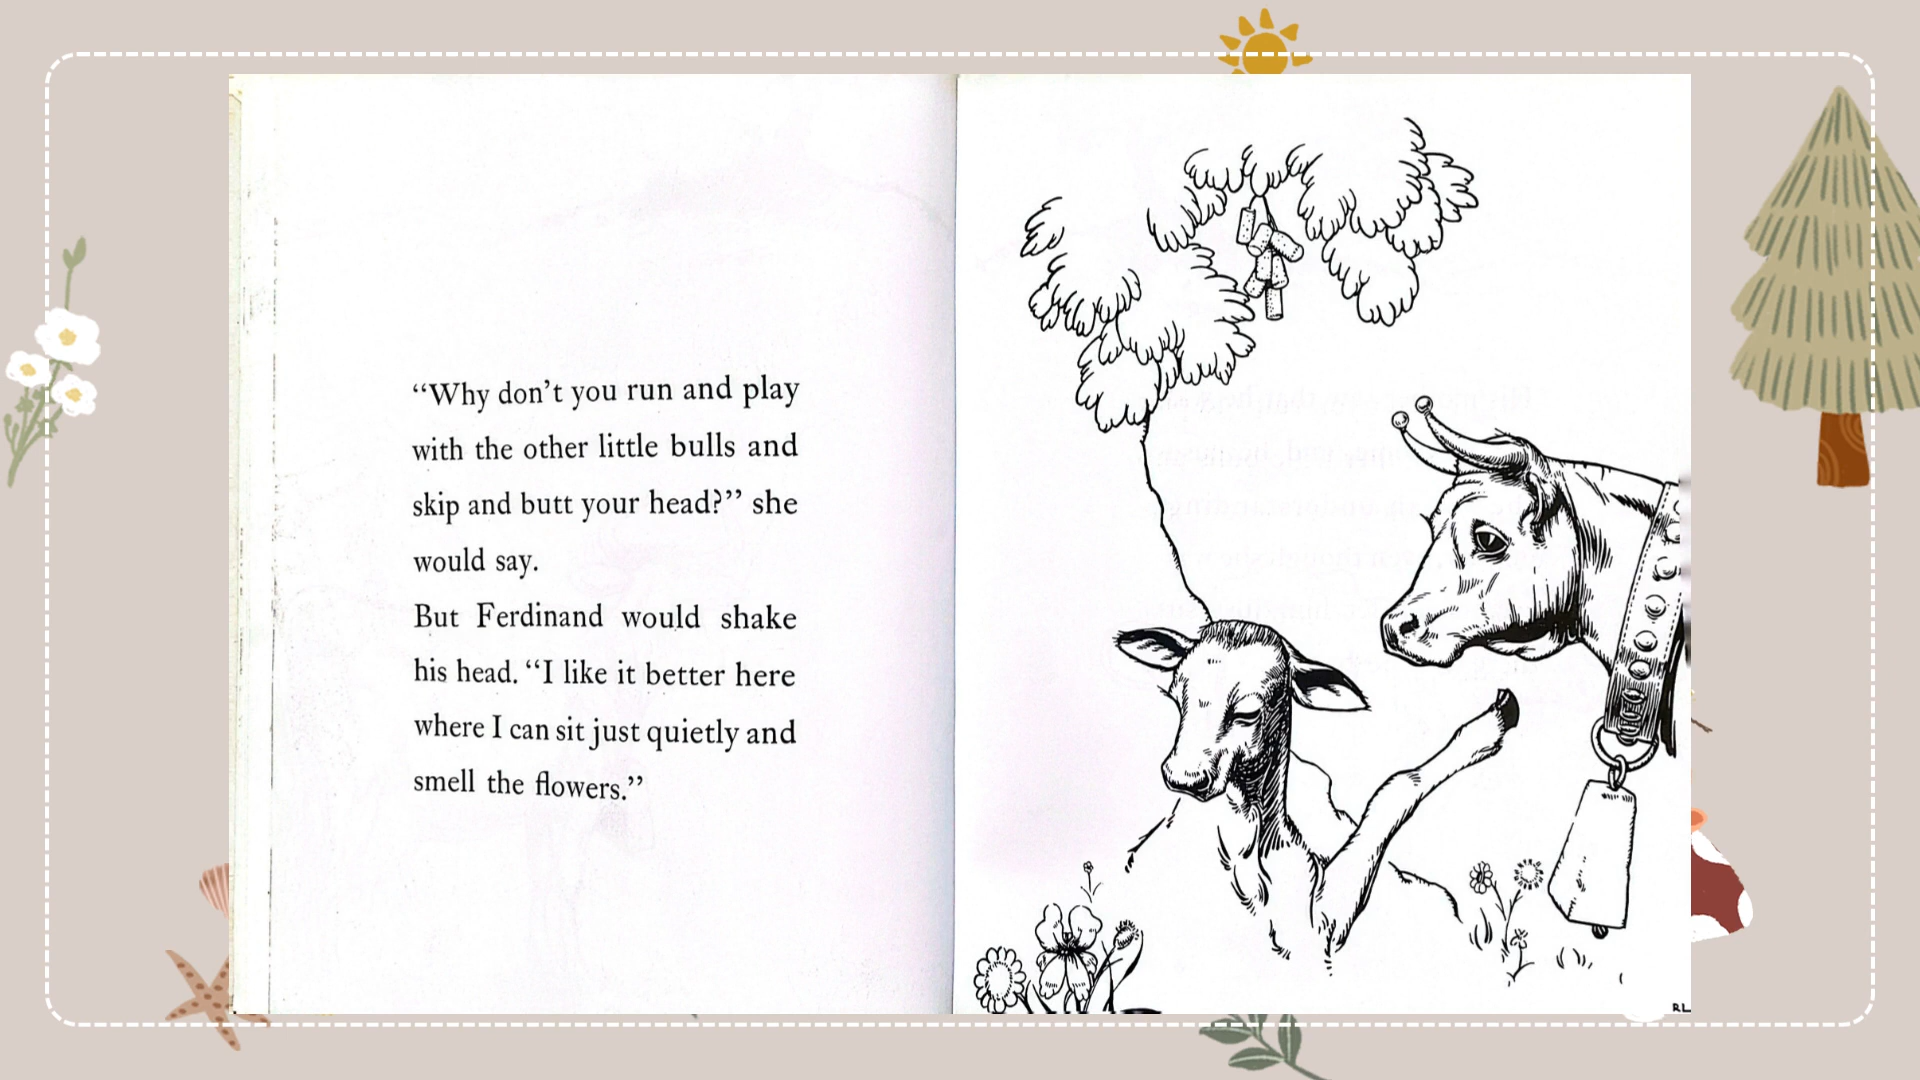 “Why don’t you run and play
with the other little bulls and
skip and butt your head?” she
would say.
But Ferdinand would shake
his head. “I like it better here
where I can sit just quietly and
smell the flowers.”
RL